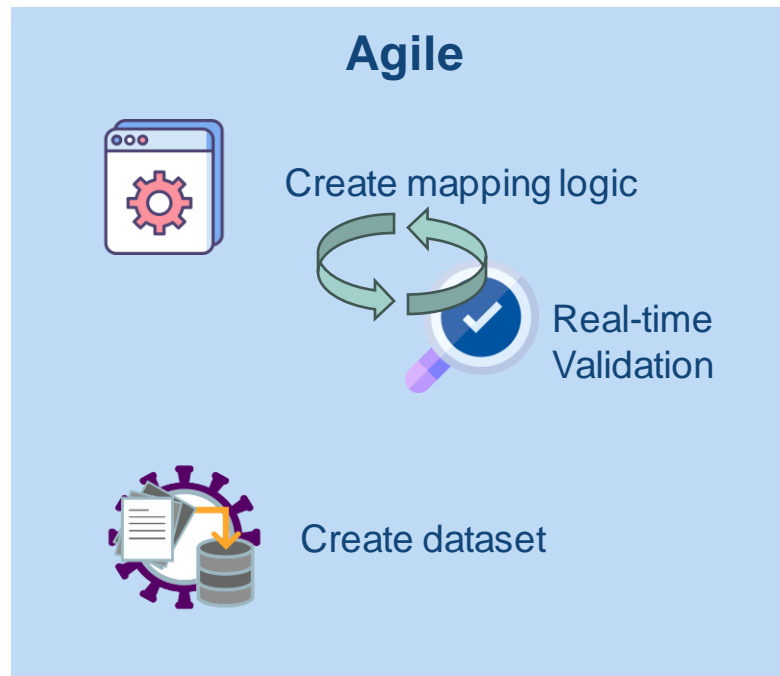 Agile
Create mapping logic
Real-time
Validation
Create dataset